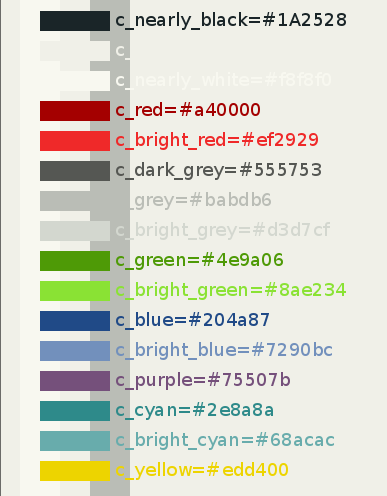 c_nearly_black=#1A2528
c_
c_nearly_white=#f8f8f0
c_red=#a40000
c_bright_red=#ef2929
c_dark_grey=#555753
_grey=#babdb6
c_bright_grey=#d3d7cf
c_green=#4e9a06
c_bright_green=#8ae234
c_blue=#204a87
c_bright_blue=#7290bc
c_purple=#75507b
c_cyan=#2e8a8a
c_bright_cyan=#68acac
c_yellow=#edd400